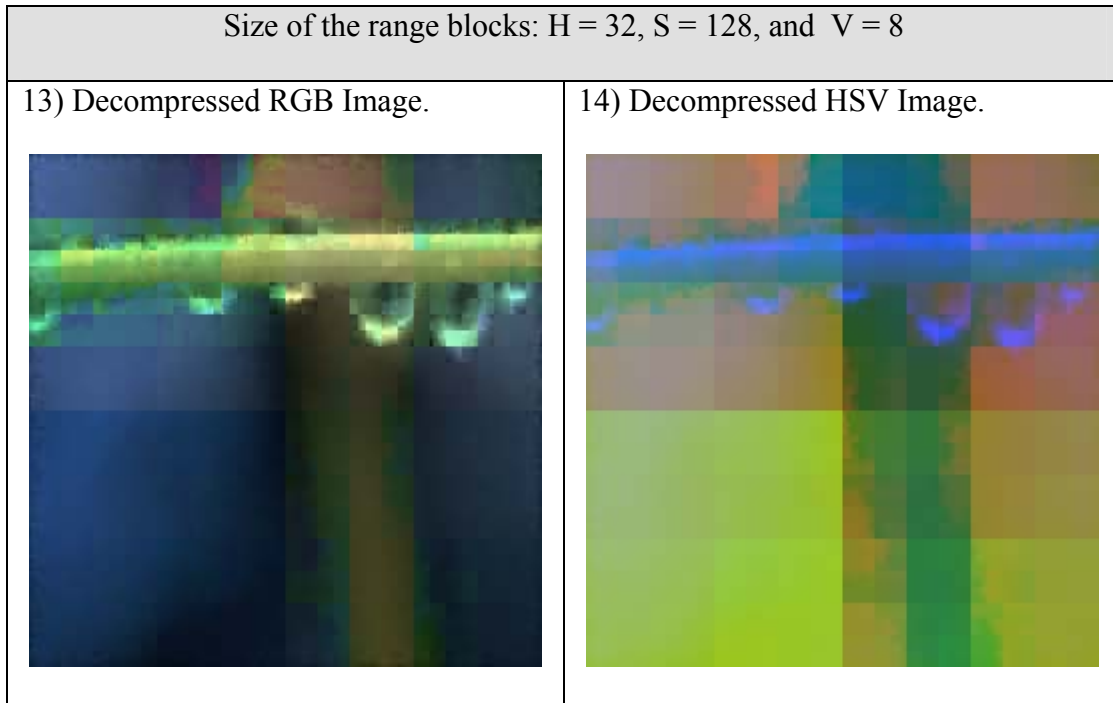 Size of the range blocks: H = 32, S = 128, and V = 8
13) Decompressed RGB Image.
14) Decompressed HSV Image.